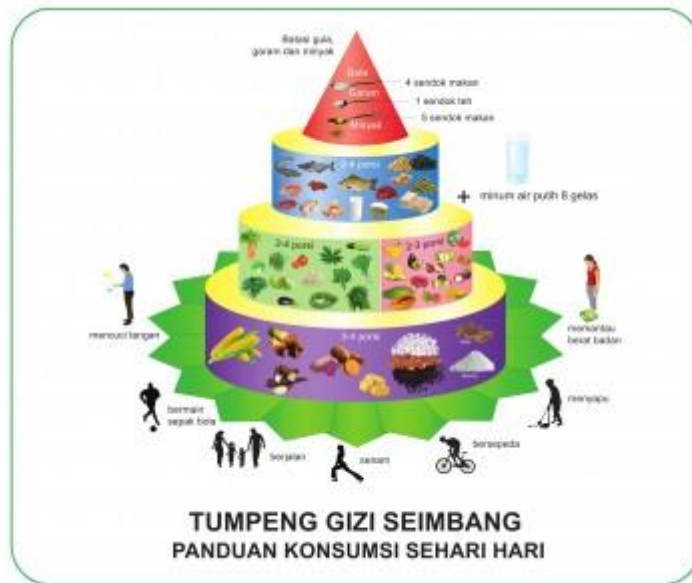 Batasi gula,
garam dan minyak
Gula
4 sendok makan
Garam
1 sendok teh
5 sendok makan
Minyak
2-4 porsi
+ minum air putih 8 gelas
3-4 porsi
2-3 porsi
3-4 porsi
mencuci tangan
memantau
berat badan
bermain
sepak bola
menyapu
berjalan
senam
bersepeda
TUMPENG GIZI SEIMBANG
PANDUAN KONSUMSI SEHARI HARI